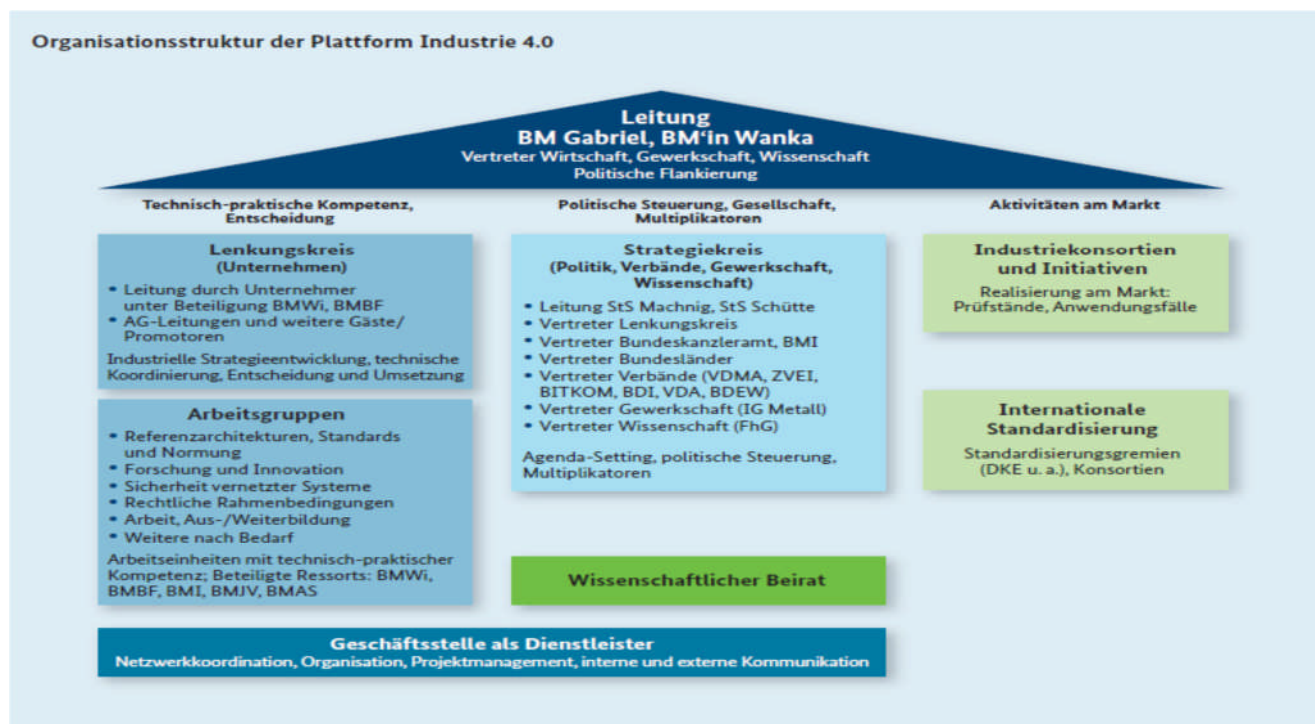 Organisationsstruktur der Plattform Industrie 4.0
Leitung
BM Gabriel, BM‘in Wanka
Vertreter Wirtschaft, Gewerkschaft, Wissenschaft
Politische Flankierung
Technisch-praktische Kompetenz,
Entscheidung
Lenkungskreis
(Unternehmen)
• Leitung durch Unternehmer
unter Beteiligung BMWi, BMBF
• AG-Leitungen und weitere Gäste/
Promotoren
Industrielle Strategieentwicklung, technische
Koordinierung, Entscheidung und Umsetzung
Arbeitsgruppen
• Referenzarchitekturen, Standards
und Normung
• Forschung und Innovation
• Sicherheit vernetzter Systeme
• Rechtliche Rahmenbedingungen
• Arbeit, Aus-/Weiterbildung
• Weitere nach Bedarf
Arbeitseinheiten mit technisch-praktischer
Kompetenz; Beteiligte Ressorts: BMWi,
BMBF, BMI, BMJV, BMAS
Politische Steuerung, Gesellschaft,
Multiplikatoren
Strategiekreis
(Politik, Verbände, Gewerkschaft,
Wissenschaft)
• Leitung StS Machnig, StS Schütte
• Vertreter Lenkungskreis
• Vertreter Bundeskanzleramt, BMI
• Vertreter Bundesländer
• Vertreter Verbände (VDMA, ZVEI,
BITKOM, BDI, VDA, BDEW)
• Vertreter Gewerkschaft (IG Metall)
• Vertreter Wissenschaft (FhG)
Agenda-Setting, politische Steuerung,
Multiplikatoren
Wissenschaftlicher Beirat
Aktivitäten am Markt
Industriekonsortien
und Initiativen
Realisierung am Markt:
Prüfstände, Anwendungsfälle
Internationale
Standardisierung
Standardisierungsgremien
(DKE u. a.), Konsortien
Geschäftsstelle als Dienstleister
Netzwerkkoordination, Organisation, Projektmanagement, interne und externe Kommunikation